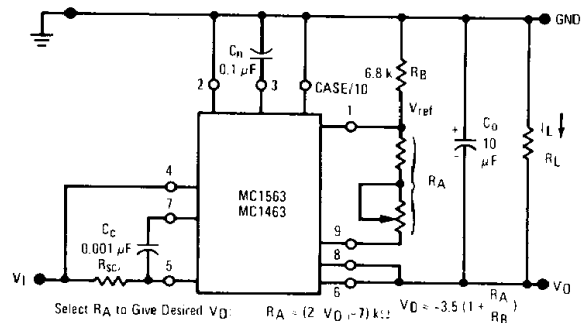 GND
Cn
0.1 μF
6.8 k
RB
2
3
CASE/10
1
Vref
Co
10
μF
+
-
IL
RL
4
RA
MC1563
MC1463
7
CC
0.001 μF
RSC
9
8
VI
5
6
VO
Select RA to Give Desired VO: RA = (2 VO -7) kΩ VO = -3.5 (1 + RA/RB)